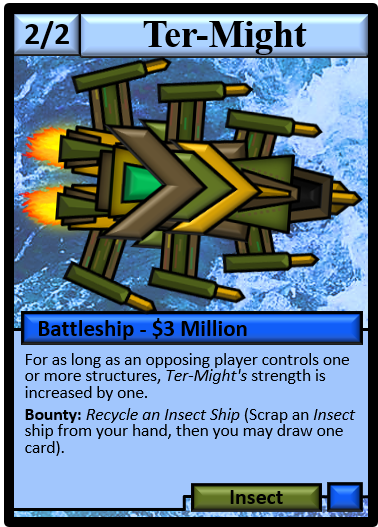 2/2
Ter-Might
Battleship - $3 Million
For as long as an opposing player controls one
or more structures, Ter-Might's strength is
increased by one.
Bounty: Recycle an Insect Ship (Scrap an Insect
ship from your hand, then you may draw one
card).
Insect